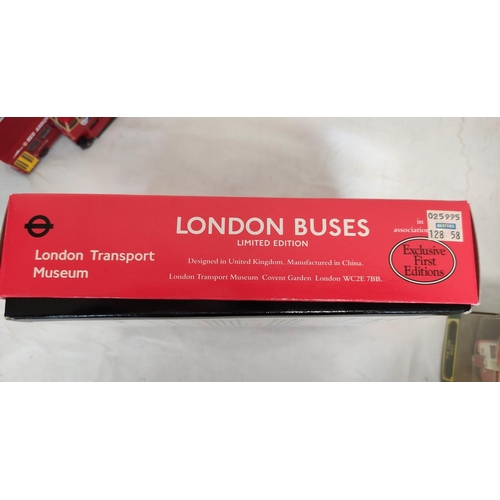 London Transport
Museum
LONDON BUSES
LIMITED EDITION
Designed in United Kingdom. Manufactured in China.
London Transport Museum Covent Garden London WC2E 7BB.
in
association
025995
128 58
Exclusive
First
Editions